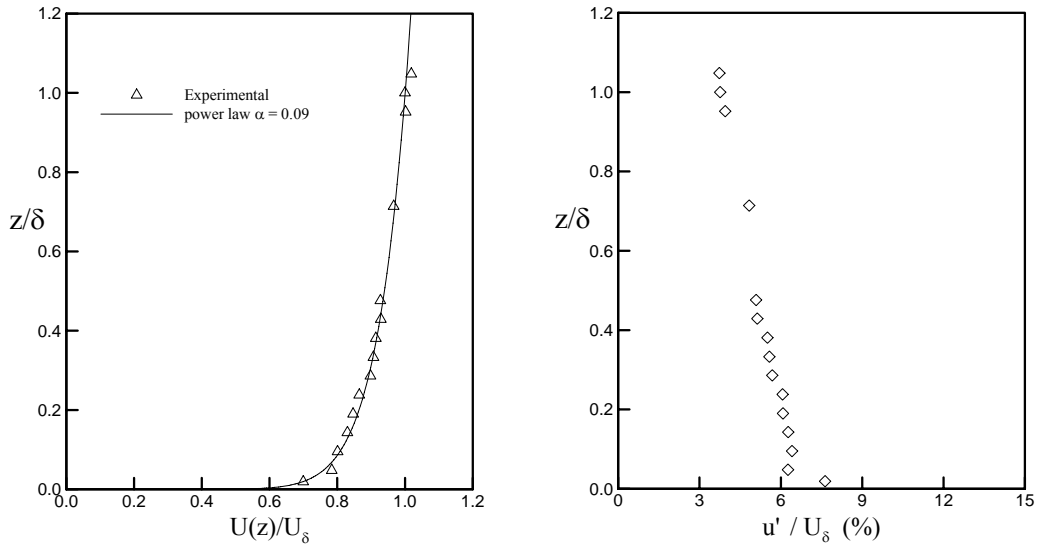 1.2
1.0
0.8
0.6
0.4
0.2
0.0
z/δ
Experimental
power law α = 0.09
0.0 0.2 0.4 0.6 0.8 1.0 1.2
U(z)/U_δ
1.2
1.0
0.8
0.6
0.4
0.2
0.0
z/δ
0 3 6 9 12 15
u' / U_δ (%)